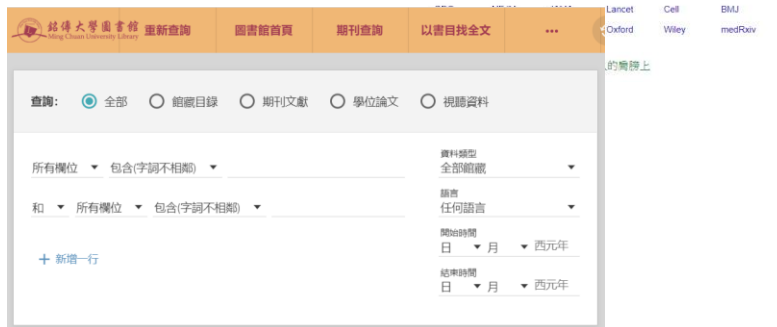 Lancet Cell BMJ
銘傳大學圖書館 重新查詢 圖書館首頁 期刊查詢 以書目找全文 •••
Ming Chuan University Library
Oxford Wiley medRxiv
查詢: 全部 館藏目錄 期刊文獻 學位論文 視聽資料
資料類型
所有欄位 包含(字詞不相鄰) 全部館藏
語言
和 所有欄位 包含(字詞不相鄰) 任何語言
開始時間
日 月 西元年
+ 新增一行
結束時間
日 月 西元年